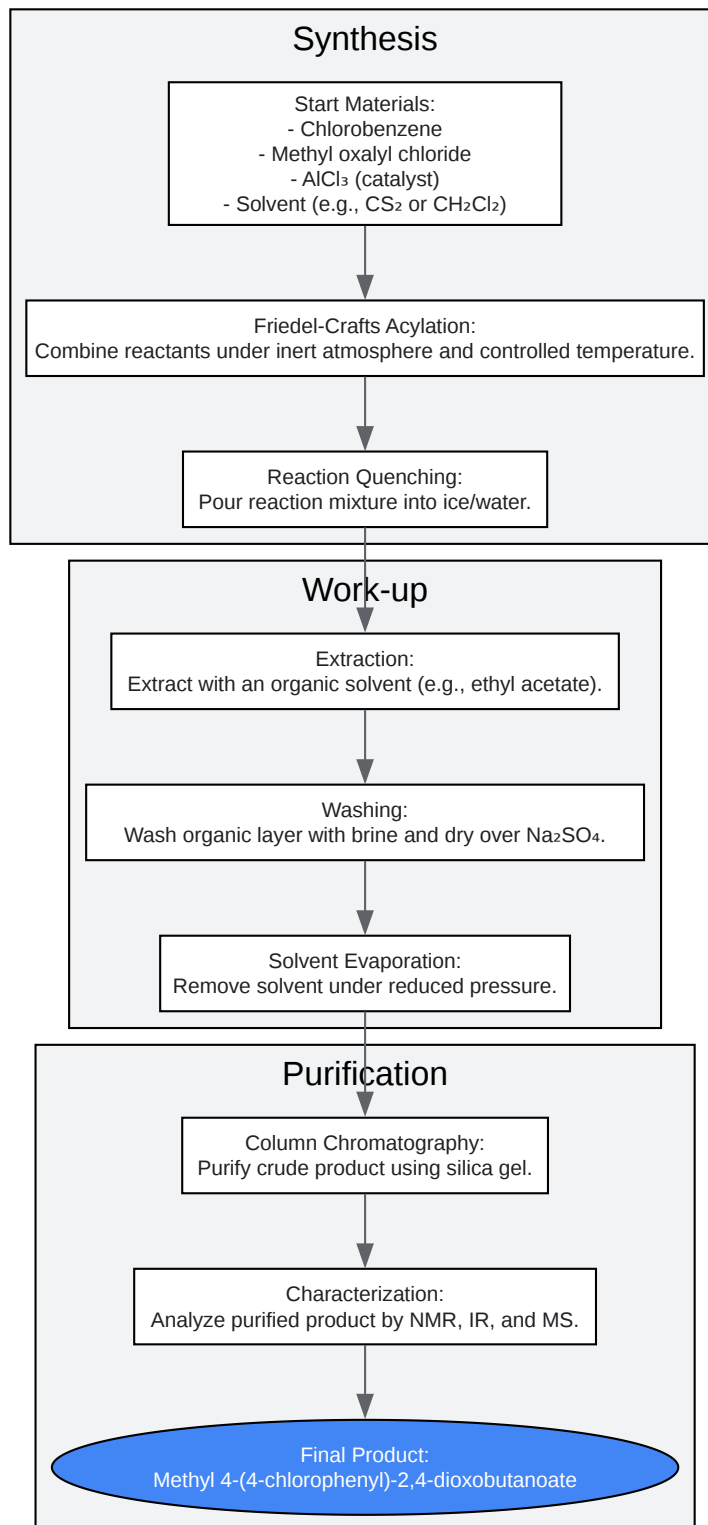 Synthesis
Start Materials:
- Chlorobenzene
- Methyl oxalyl chloride
- AlCl₃ (catalyst)
- Solvent (e.g., CS₂ or CH₂Cl₂)
Friedel-Crafts Acylation:
Combine reactants under inert atmosphere and controlled temperature.
Reaction Quenching:
Pour reaction mixture into ice/water.
Work-up
Extraction:
Extract with an organic solvent (e.g., ethyl acetate).
Washing:
Wash organic layer with brine and dry over Na₂SO₄.
Solvent Evaporation:
Remove solvent under reduced pressure.
Purification
Column Chromatography:
Purify crude product using silica gel.
Characterization:
Analyze purified product by NMR, IR, and MS.
Final Product:
Methyl 4-(4-chlorophenyl)-2,4-dioxobutanoate